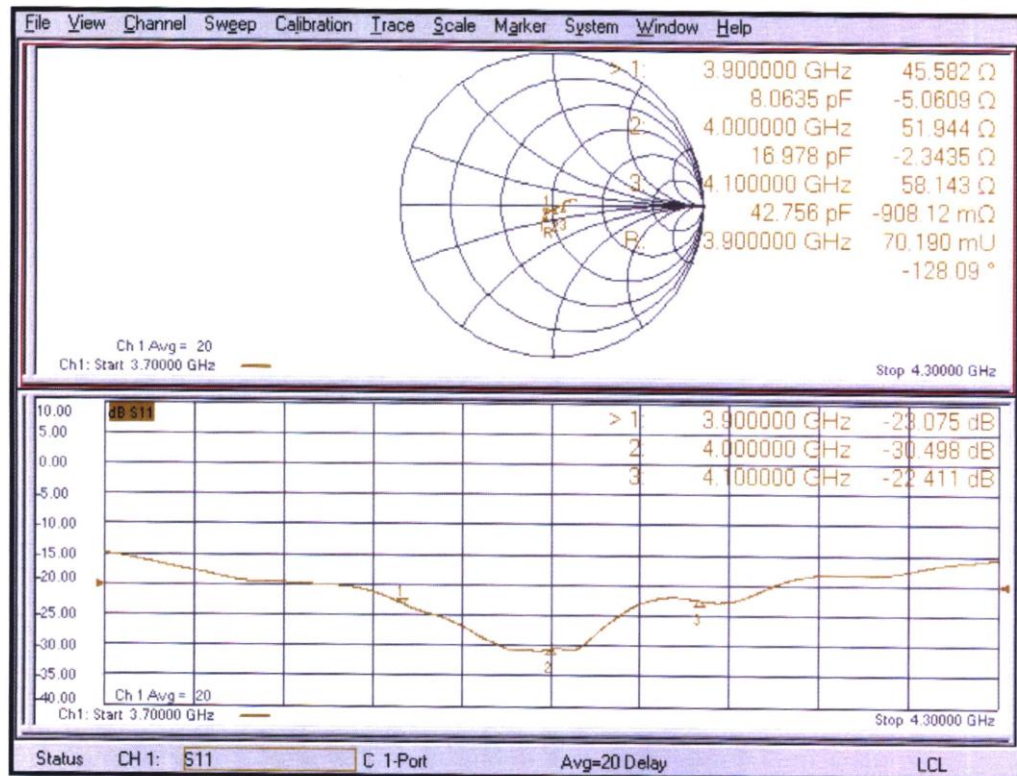 File View Channel Sweep Calibration Trace Scale Marker System Window Help
> 1: 3.900000 GHz 45.582 Ω
8.0635 pF -5.0609 Ω
2: 4.000000 GHz 51.944 Ω
16.978 pF -2.3435 Ω
3: 4.100000 GHz 58.143 Ω
42.756 pF -908.12 mΩ
R: 3.900000 GHz 70.190 mU
-128.09 °
1
R 3
Ch 1 Avg = 20
Ch1: Start 3.70000 GHz Stop 4.30000 GHz
10.00 dB S11 > 1: 3.900000 GHz -23.075 dB
5.00 2: 4.000000 GHz -30.498 dB
0.00 3: 4.100000 GHz -22.411 dB
-5.00
-10.00
-15.00
-20.00
-25.00 1 3
-30.00 2
-35.00
-40.00 Ch 1 Avg = 20
Ch1: Start 3.70000 GHz Stop 4.30000 GHz
Status CH 1: S11 C 1-Port Avg=20 Delay LCL